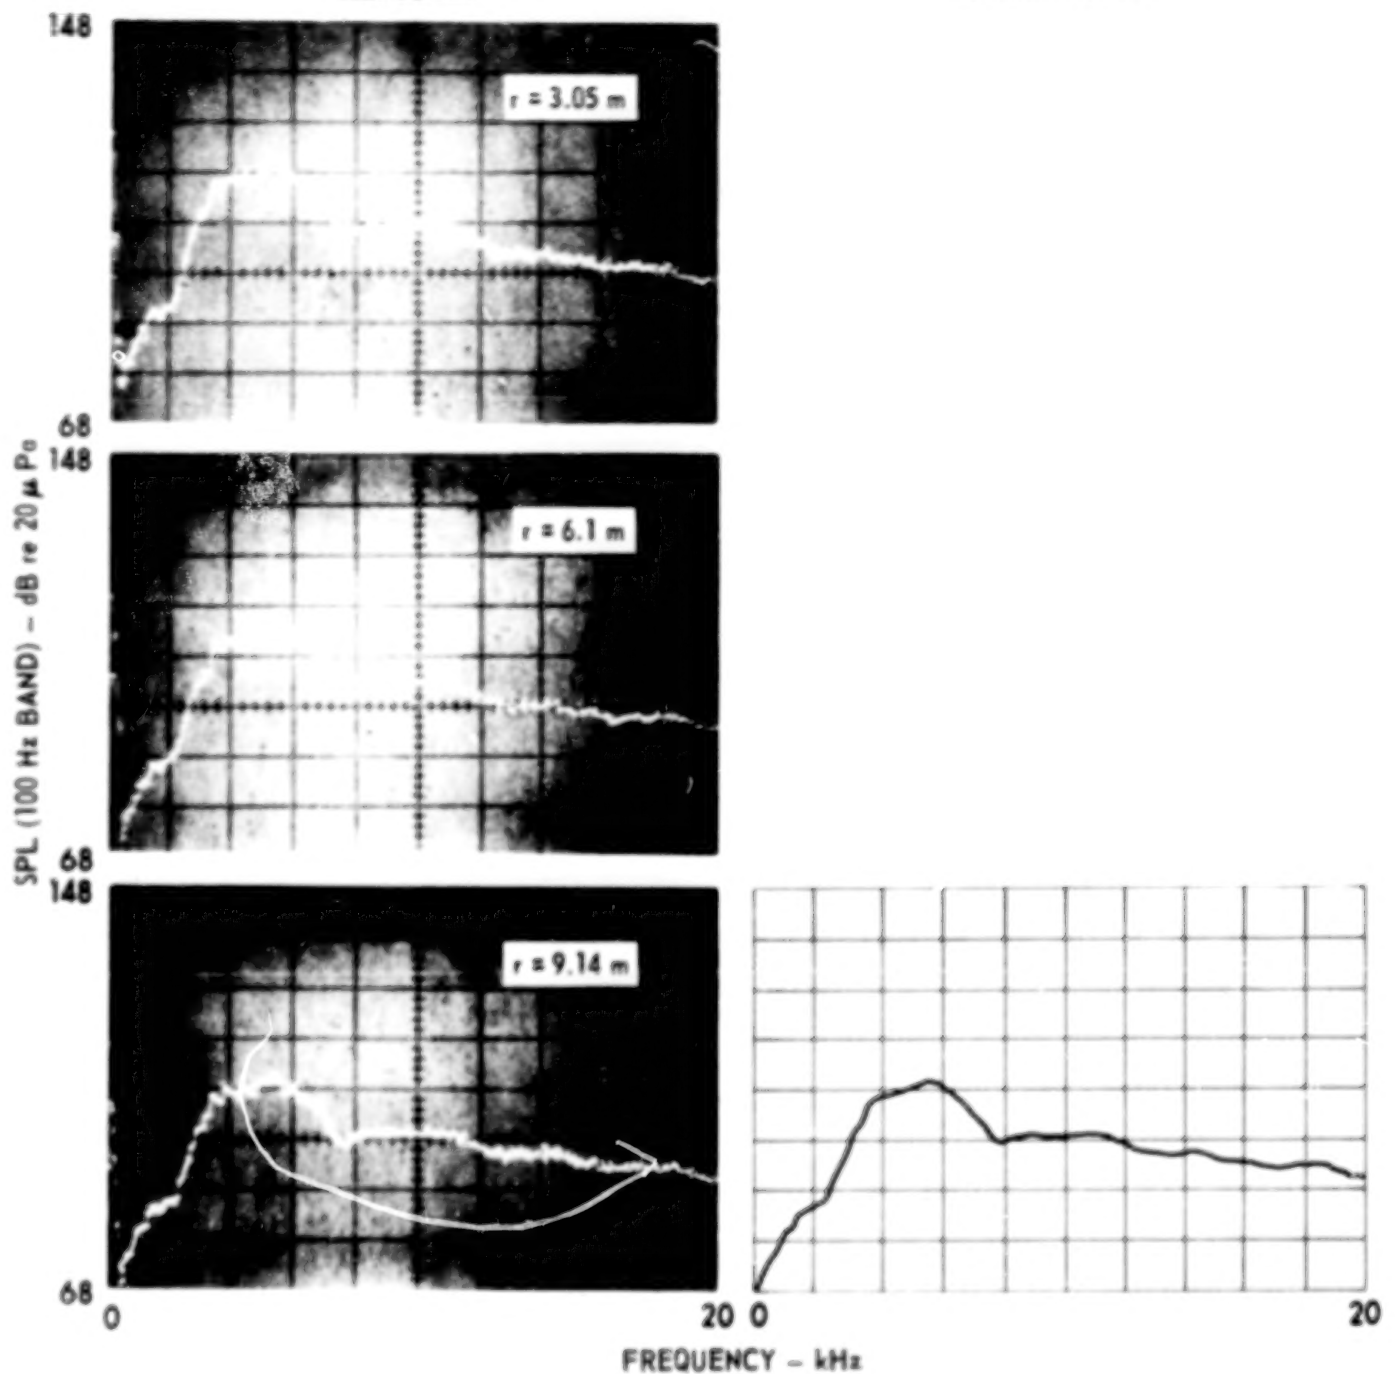 148
r = 3.05 m
68
148
r = 6.1 m
68
148
r = 9.14 m
68
0
20
0
20
SPL (100 Hz BAND) – dB re 20 µ Pa
FREQUENCY – kHz